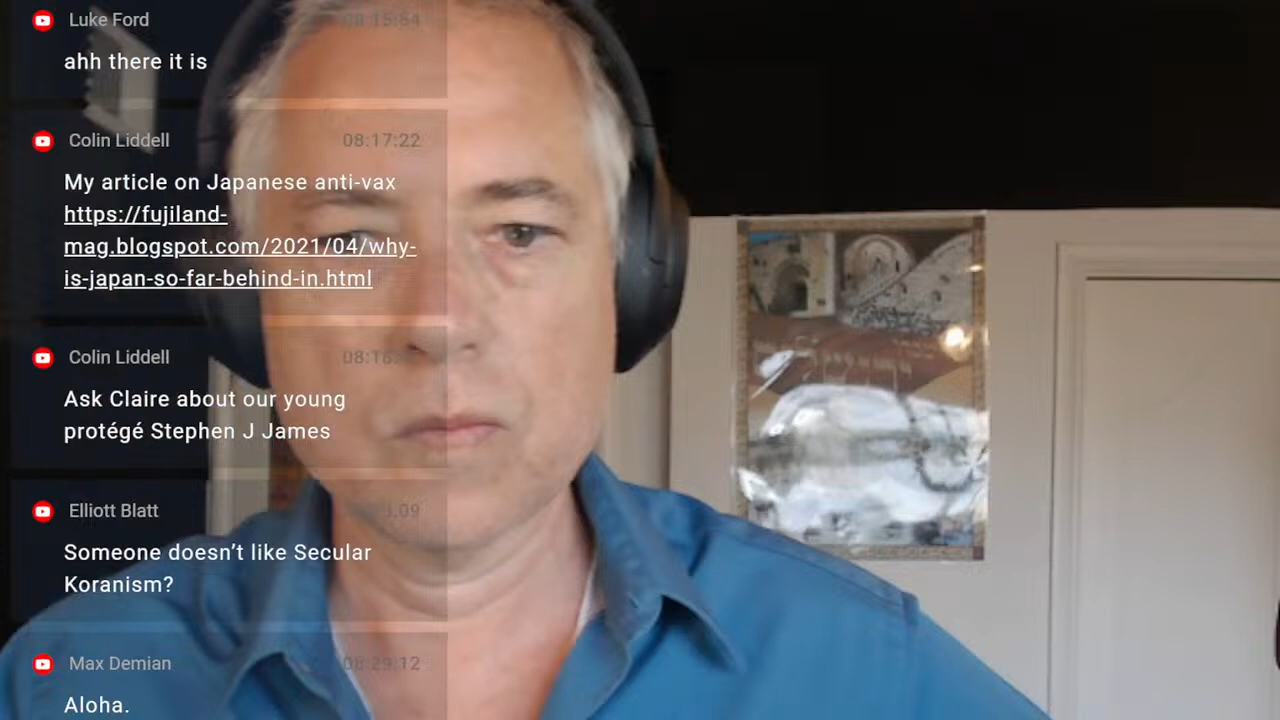 Luke Ford
ahh there it is
Colin Liddell 08:17:22
My article on Japanese anti-vax
https://fujiland-
mag.blogspot.com/2021/04/why-
is-japan-so-far-behind-in.html
Colin Liddell
Ask Claire about our young
protégé Stephen J James
Elliott Blatt
Someone doesn’t like Secular
Koranism?
Max Demian 08:29:12
Aloha.